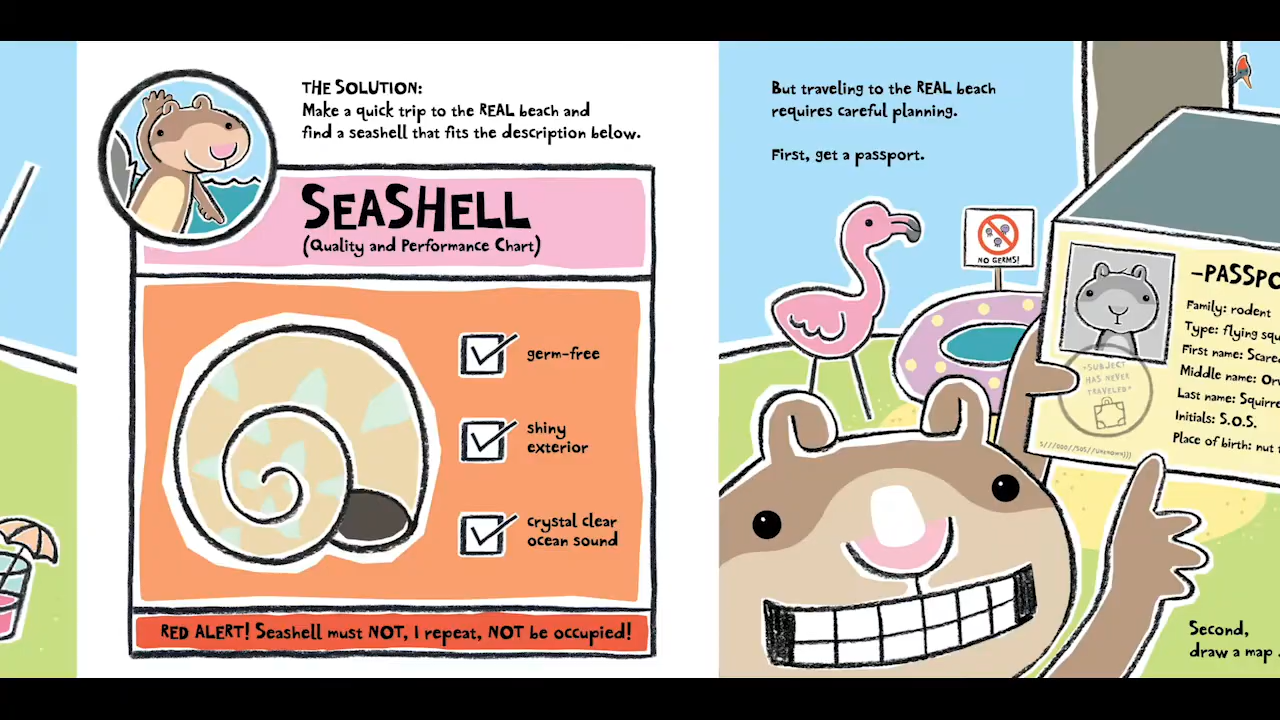 THE SOLUTION:
Make a quick trip to the REAL beach and
find a seashell that fits the description below.
SEASHELL
(Quality and Performance Chart)
germ-free
shiny
exterior
crystal clear
ocean sound
RED ALERT! Seashell must NOT, I repeat, NOT be occupied!
But traveling to the REAL beach
requires careful planning.
First, get a passport.
NO GERMS!
-PASSPO
Family: rodent
Type: flying squ
First name: Scared
Middle name: Or
Last name: Squirre
Initials: S.O.S.
Place of birth: nut
•SUBJECT
HAS NEVER
TRAVELED•
Second,
draw a map